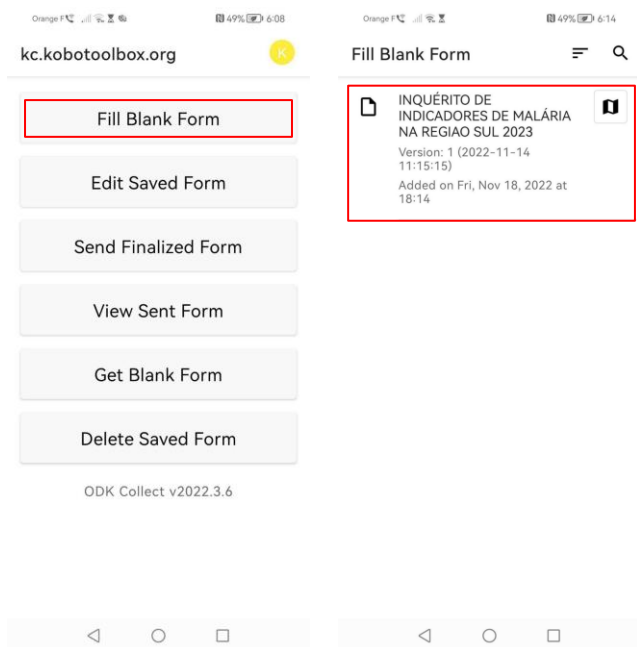 Orange F 49% 6:08
kc.kobotoolbox.org K
Fill Blank Form
Edit Saved Form
Send Finalized Form
View Sent Form
Get Blank Form
Delete Saved Form
ODK Collect v2022.3.6
Orange F 49% 6:14
Fill Blank Form
INQUÉRITO DE
INDICADORES DE MALÁRIA
NA REGIAO SUL 2023
Version: 1 (2022-11-14
11:15:15)
Added on Fri, Nov 18, 2022 at
18:14